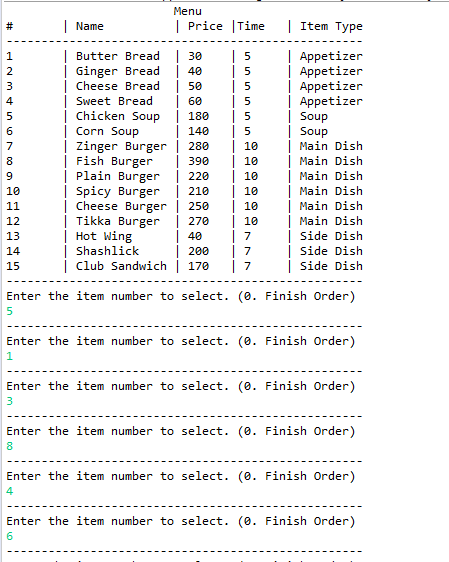 Menu
# | Name | Price |Time | Item Type
--------------------------------------------------
1 | Butter Bread | 30 | 5 | Appetizer
2 | Ginger Bread | 40 | 5 | Appetizer
3 | Cheese Bread | 50 | 5 | Appetizer
4 | Sweet Bread | 60 | 5 | Appetizer
5 | Chicken Soup | 180 | 5 | Soup
6 | Corn Soup | 140 | 5 | Soup
7 | Zinger Burger | 280 | 10 | Main Dish
8 | Fish Burger | 390 | 10 | Main Dish
9 | Plain Burger | 220 | 10 | Main Dish
10 | Spicy Burger | 210 | 10 | Main Dish
11 | Cheese Burger | 250 | 10 | Main Dish
12 | Tikka Burger | 270 | 10 | Main Dish
13 | Hot Wing | 40 | 7 | Side Dish
14 | Shashlick | 200 | 7 | Side Dish
15 | Club Sandwich | 170 | 7 | Side Dish
--------------------------------------------------
Enter the item number to select. (0. Finish Order)
5
--------------------------------------------------
Enter the item number to select. (0. Finish Order)
1
--------------------------------------------------
Enter the item number to select. (0. Finish Order)
3
--------------------------------------------------
Enter the item number to select. (0. Finish Order)
8
--------------------------------------------------
Enter the item number to select. (0. Finish Order)
4
--------------------------------------------------
Enter the item number to select. (0. Finish Order)
6
--------------------------------------------------